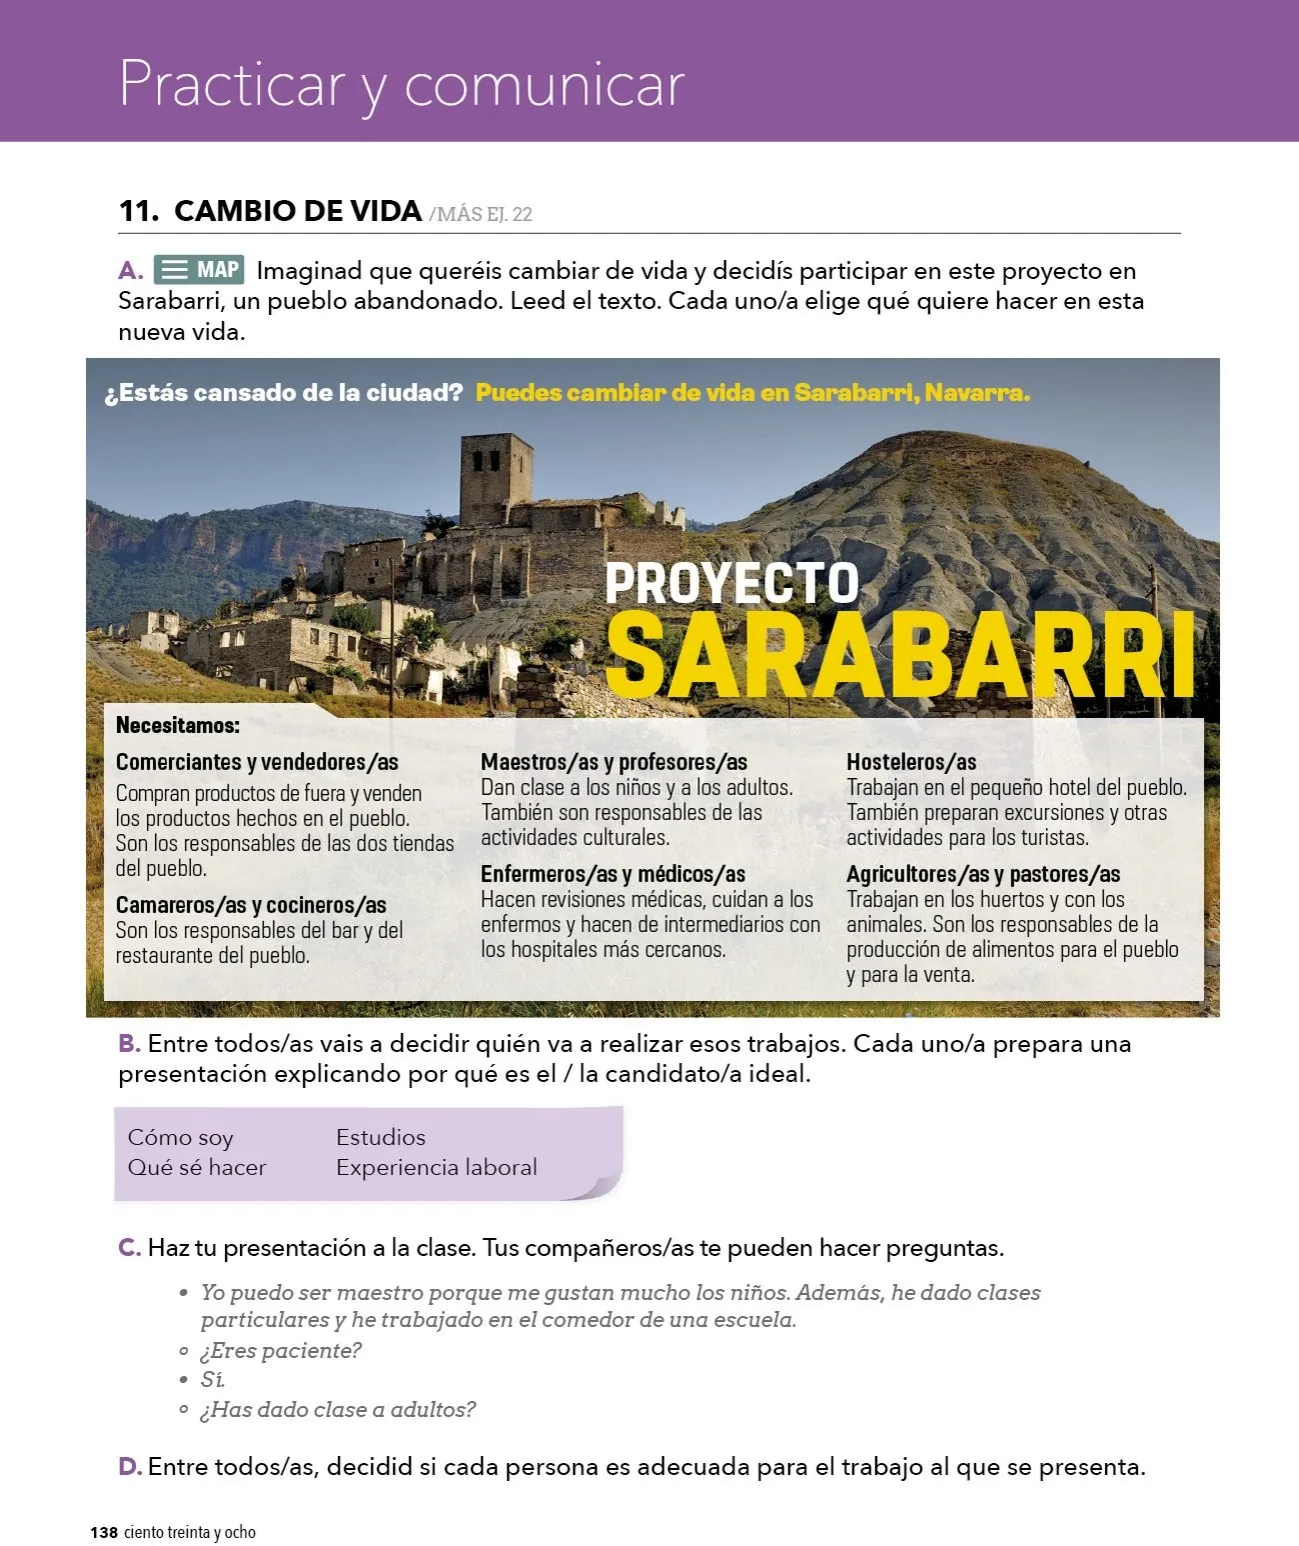 Practicar y comunicar
11. CAMBIO DE VIDA /MÁS EJ. 22
A. MAP Imaginad que queréis cambiar de vida y decidís participar en este proyecto en
Sarabarri, un pueblo abandonado. Leed el texto. Cada uno/a elige qué quiere hacer en esta
nueva vida.
¿Estás cansado de la ciudad? Puedes cambiar de vida en Sarabarri, Navarra.
PROYECTO
SARABARRI
Necesitamos:
Comerciantes y vendedores/as
Compran productos de fuera y venden
los productos hechos en el pueblo.
Son los responsables de las dos tiendas
del pueblo.
Camareros/as y cocineros/as
Son los responsables del bar y del
restaurante del pueblo.
Maestros/as y profesores/as
Dan clase a los niños y a los adultos.
También son responsables de las
actividades culturales.
Enfermeros/as y médicos/as
Hacen revisiones médicas, cuidan a los
enfermos y hacen de intermediarios con
los hospitales más cercanos.
Hosteleros/as
Trabajan en el pequeño hotel del pueblo.
También preparan excursiones y otras
actividades para los turistas.
Agricultores/as y pastores/as
Trabajan en los huertos y con los
animales. Son los responsables de la
producción de alimentos para el pueblo
y para la venta.
B. Entre todos/as vais a decidir quién va a realizar esos trabajos. Cada uno/a prepara una
presentación explicando por qué es el / la candidato/a ideal.
Cómo soy Estudios
Qué sé hacer Experiencia laboral
C. Haz tu presentación a la clase. Tus compañeros/as te pueden hacer preguntas.
• Yo puedo ser maestro porque me gustan mucho los niños. Además, he dado clases
particulares y he trabajado en el comedor de una escuela.
○ ¿Eres paciente?
• Sí.
○ ¿Has dado clase a adultos?
D. Entre todos/as, decidid si cada persona es adecuada para el trabajo al que se presenta.
138 ciento treinta y ocho